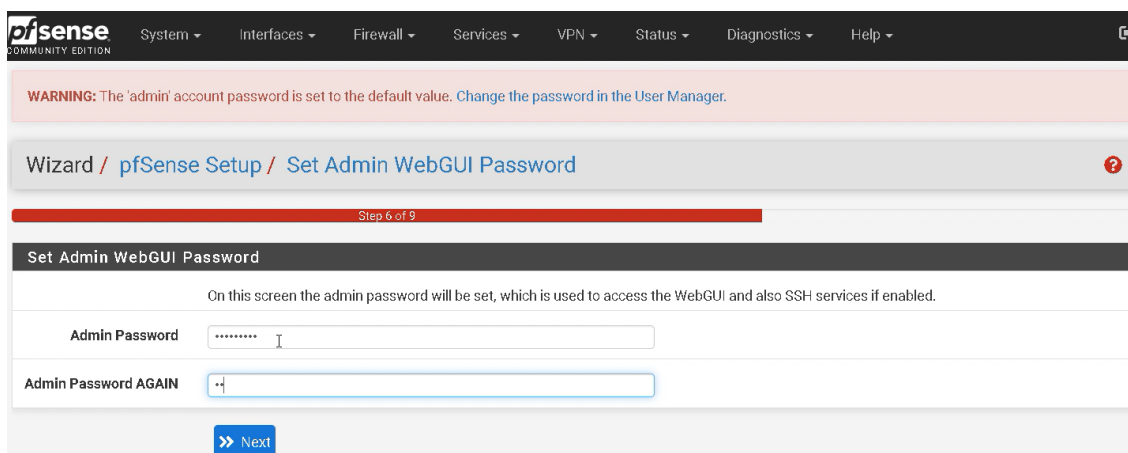 pfsense
COMMUNITY EDITION
System Interfaces Firewall Services VPN Status Diagnostics Help
WARNING: The 'admin' account password is set to the default value. Change the password in the User Manager.
Wizard / pfSense Setup / Set Admin WebGUI Password
Step 6 of 9
Set Admin WebGUI Password
On this screen the admin password will be set, which is used to access the WebGUI and also SSH services if enabled.
Admin Password •••••••••
Admin Password AGAIN ••
Next